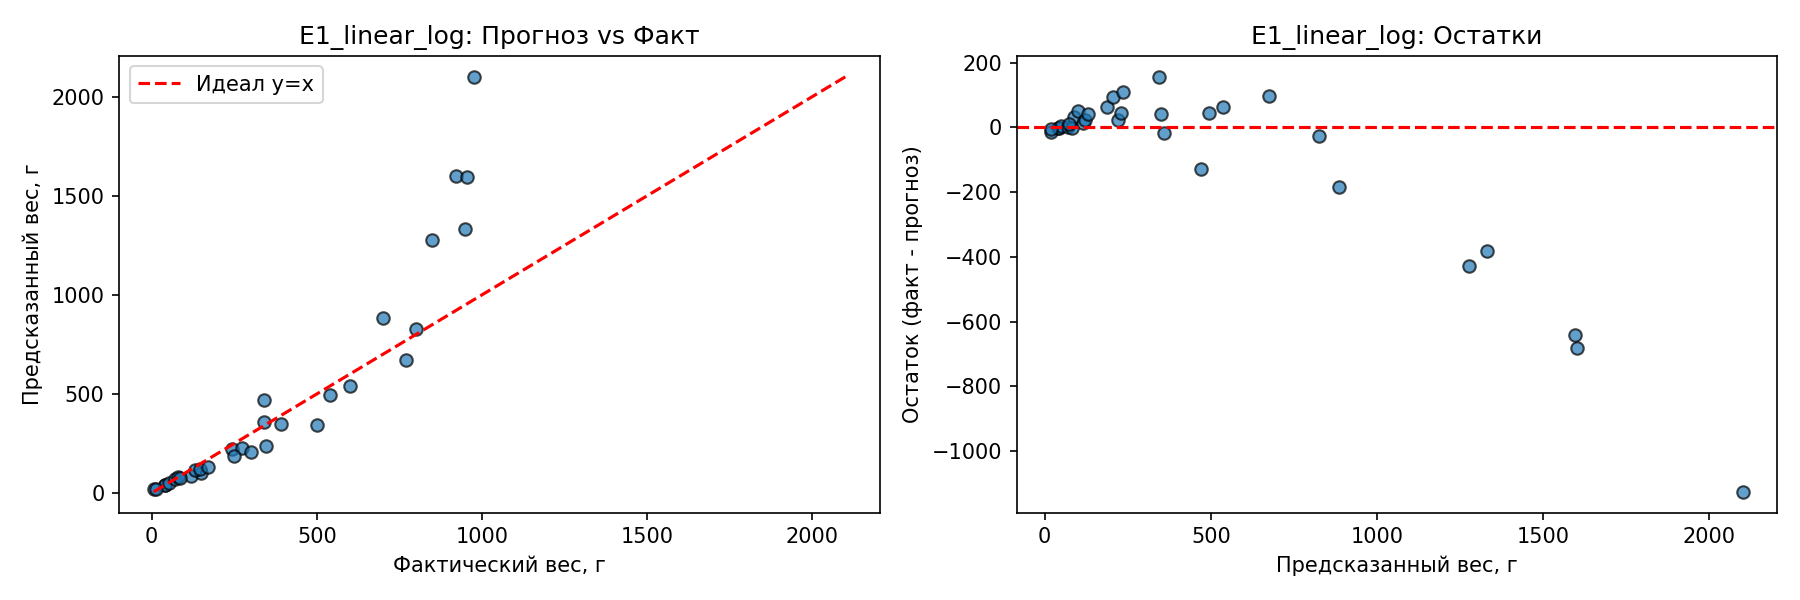 E1_linear_log: Прогноз vs Факт
Идеал y=x
2000
1500
1000
500
0
Предсказанный вес, г
0 500 1000 1500 2000
Фактический вес, г
E1_linear_log: Остатки
200
0
−200
−400
−600
−800
−1000
Остаток (факт - прогноз)
0 500 1000 1500 2000
Предсказанный вес, г